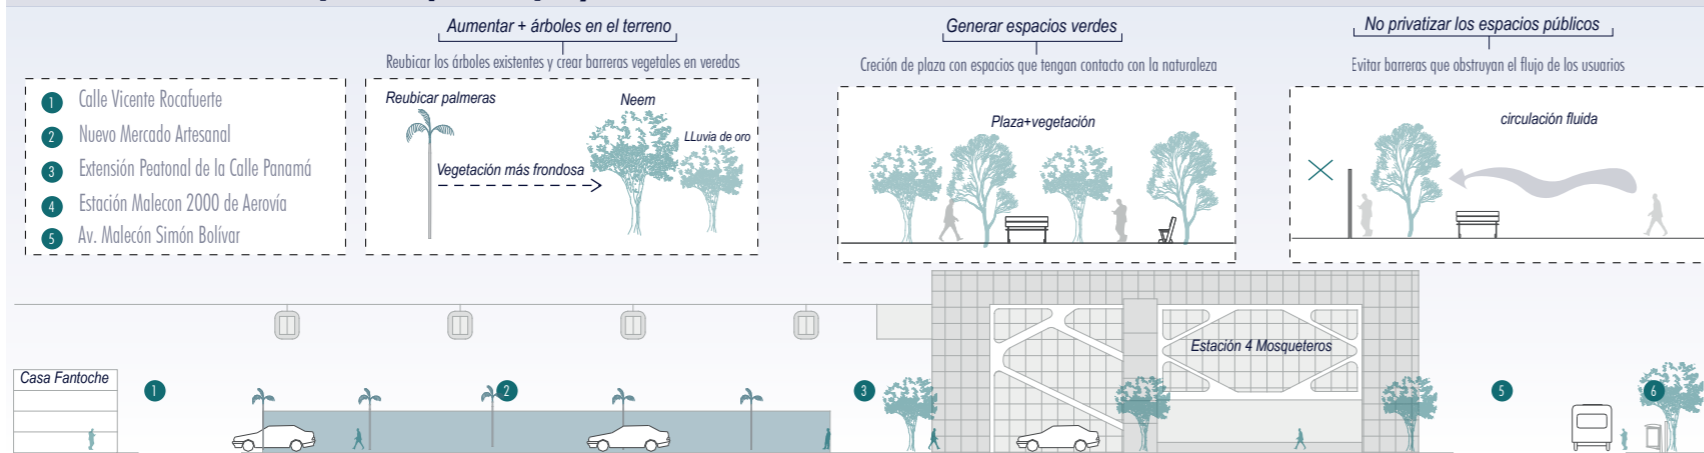 Aumentar + árboles en el terreno
Reubicar los árboles existentes y crear barreras vegetales en veredas
Generar espacios verdes
Creción de plaza con espacios que tengan contacto con la naturaleza
No privatizar los espacios públicos
Evitar barreras que obstruyan el flujo de los usuarios
1 Calle Vicente Rocafuerte
2 Nuevo Mercado Artesanal
3 Extensión Peatonal de la Calle Panamá
4 Estación Malecon 2000 de Aerovía
5 Av. Malecón Simón Bolívar
Reubicar palmeras
Neem
LLuvia de oro
Vegetación más frondosa
Plaza+vegetación
circulación fluida
Estación 4 Mosqueteros
Casa Fantoche
1
2
3
5
6